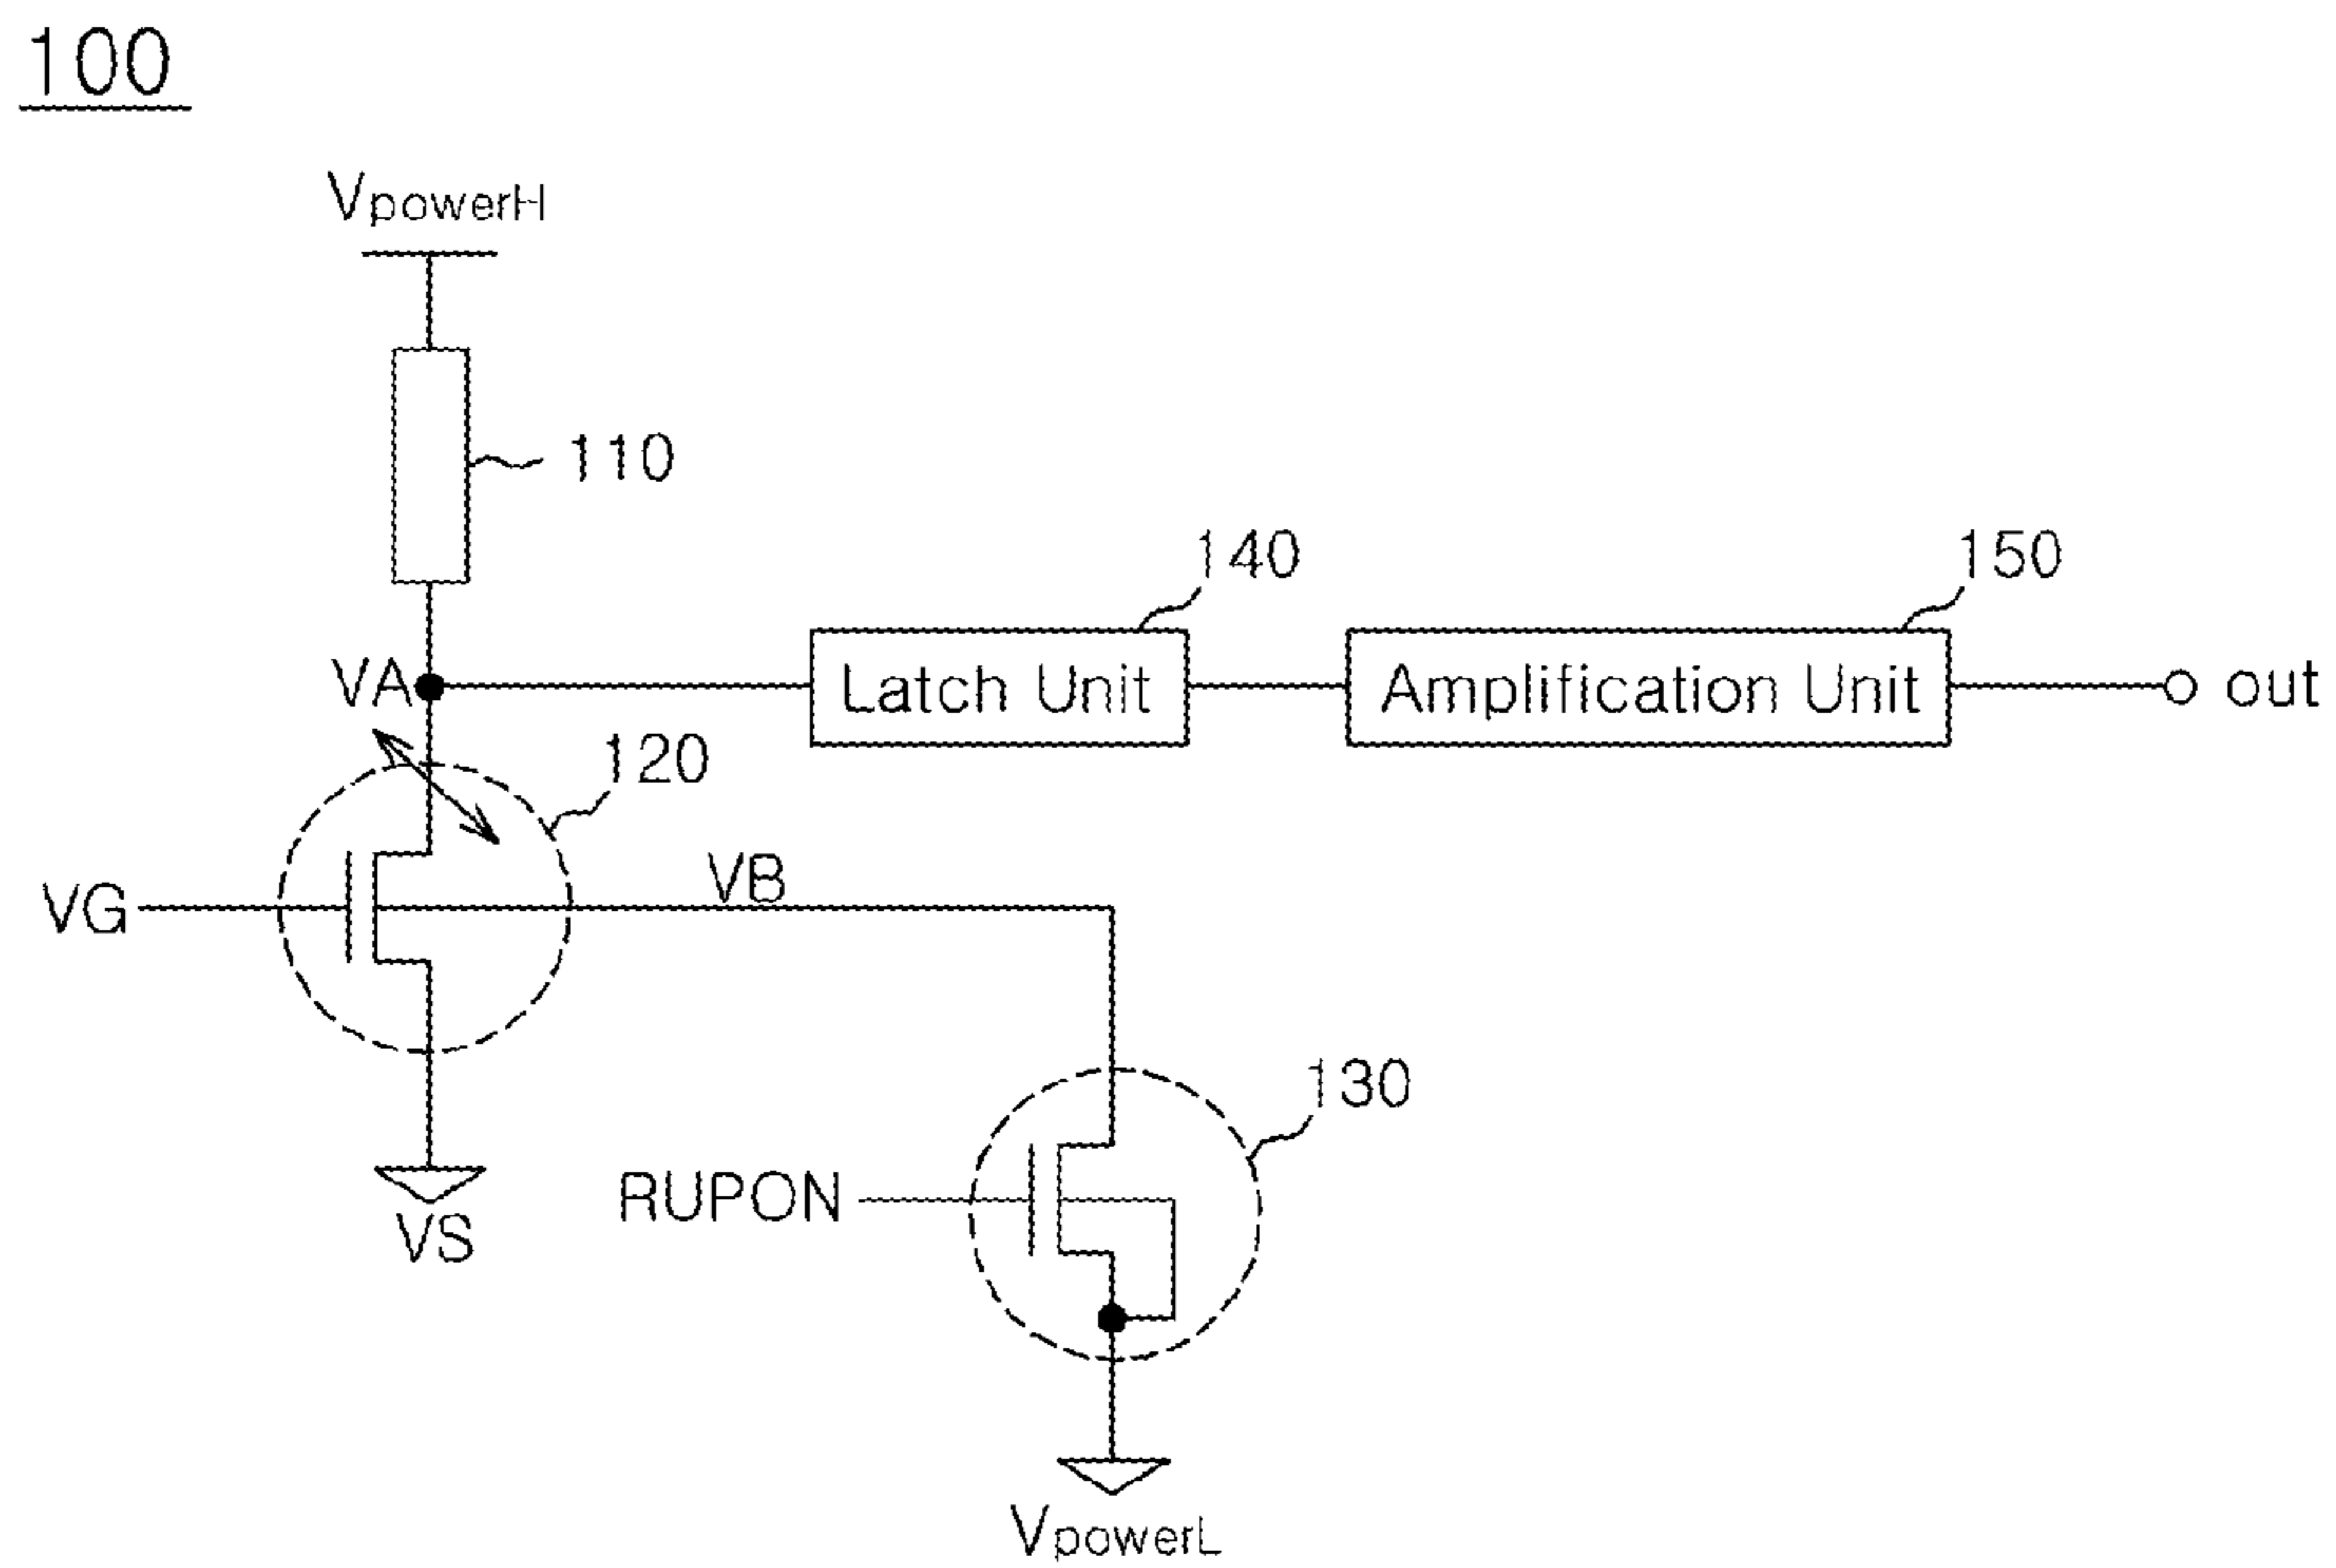 100
VpowerH
110
140
150
VA
Latch Unit
Amplification Unit
out
120
VB
VG
130
RUPON
VS
VpowerL